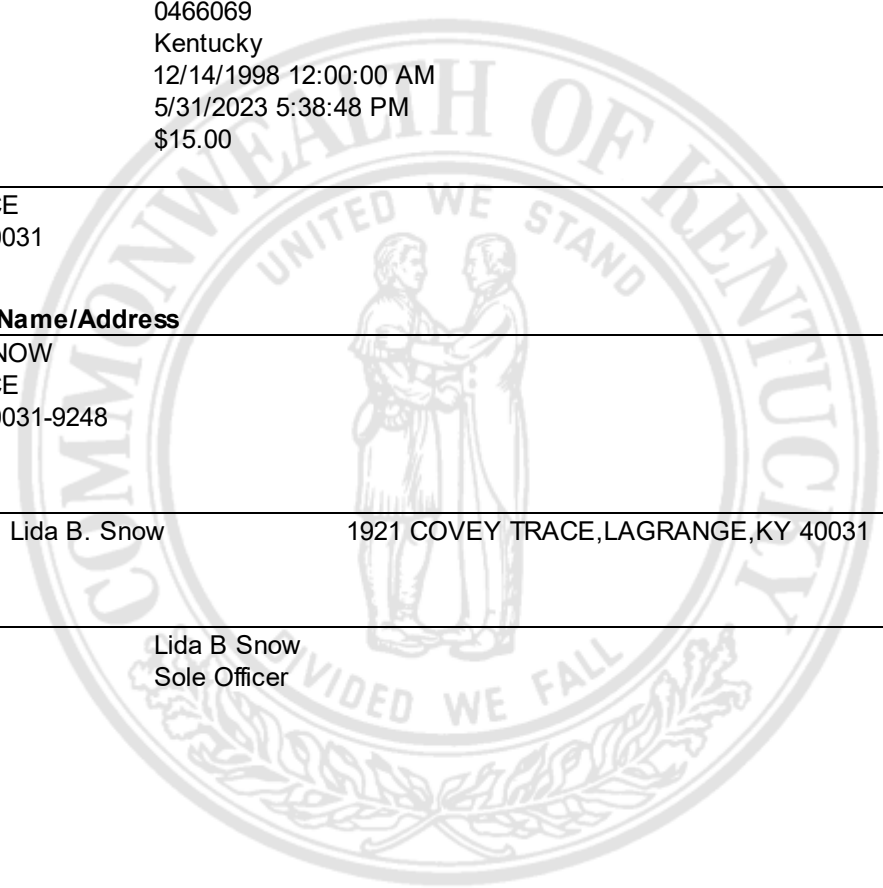 0466069
Kentucky
12/14/1998 12:00:00 AM
5/31/2023 5:38:48 PM
$15.00
CE
0031
Name/Address
NOW
CE
0031-9248
Lida B. Snow 1921 COVEY TRACE,LAGRANGE,KY 40031
Lida B Snow
Sole Officer
COMMONWEALTH OF KENTUCKY
UNITED WE STAND
DIVIDED WE FALL